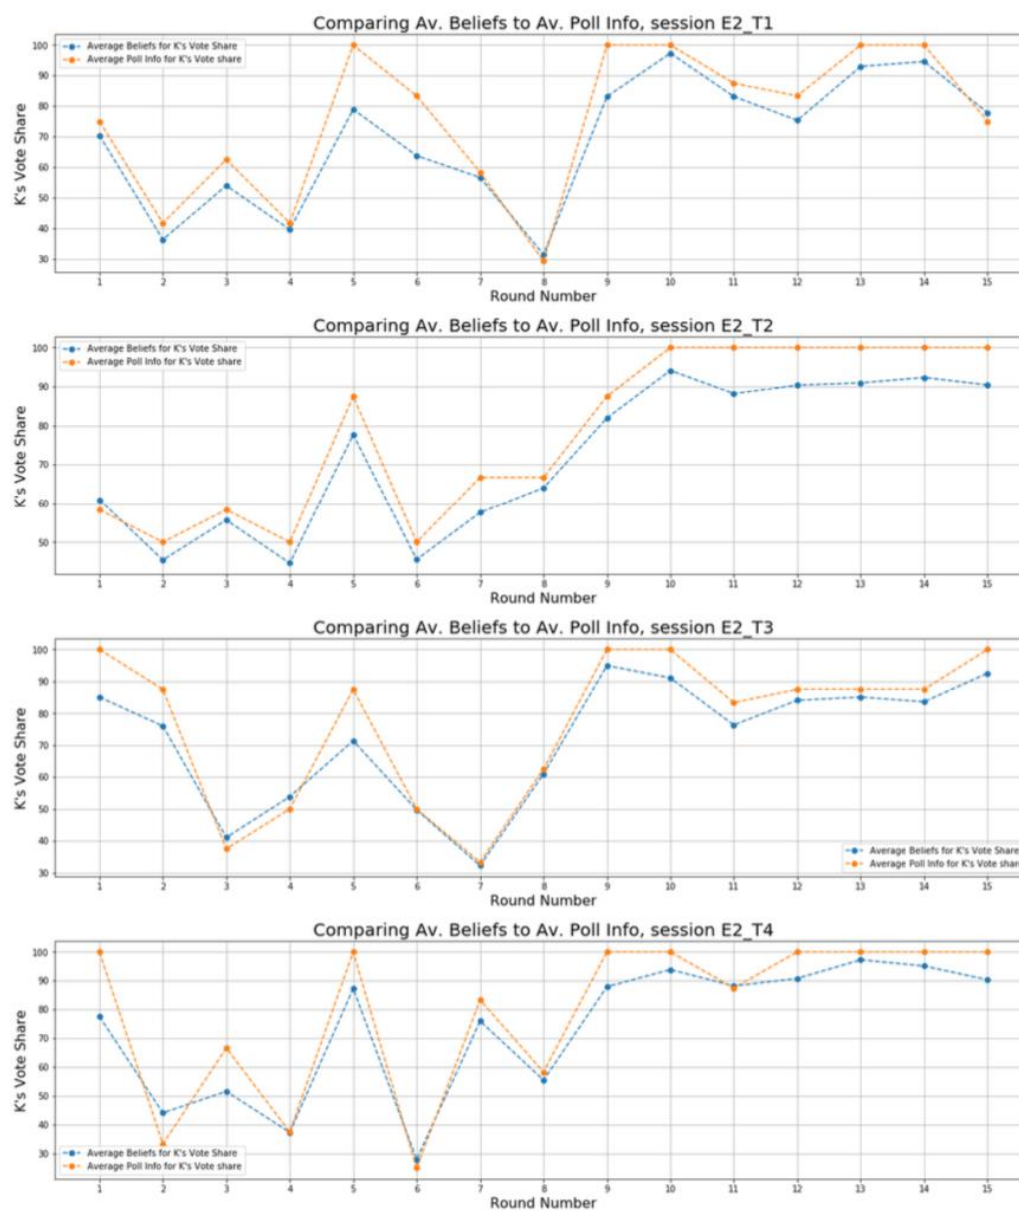 Comparing Av. Beliefs to Av. Poll Info, session E2_T1
Average Beliefs for K's Vote Share
Average Poll Info for K's Vote share
K's Vote Share
100
90
80
70
60
50
40
30
1 2 3 4 5 6 7 8 9 10 11 12 13 14 15
Round Number
Comparing Av. Beliefs to Av. Poll Info, session E2_T2
Average Beliefs for K's Vote Share
Average Poll Info for K's Vote share
K's Vote Share
100
90
80
70
60
50
1 2 3 4 5 6 7 8 9 10 11 12 13 14 15
Round Number
Comparing Av. Beliefs to Av. Poll Info, session E2_T3
K's Vote Share
100
90
80
70
60
50
40
30
Average Beliefs for K's Vote Share
Average Poll Info for K's Vote share
1 2 3 4 5 6 7 8 9 10 11 12 13 14 15
Round Number
Comparing Av. Beliefs to Av. Poll Info, session E2_T4
K's Vote Share
100
90
80
70
60
50
40
30
Average Beliefs for K's Vote Share
Average Poll Info for K's Vote share
1 2 3 4 5 6 7 8 9 10 11 12 13 14 15
Round Number